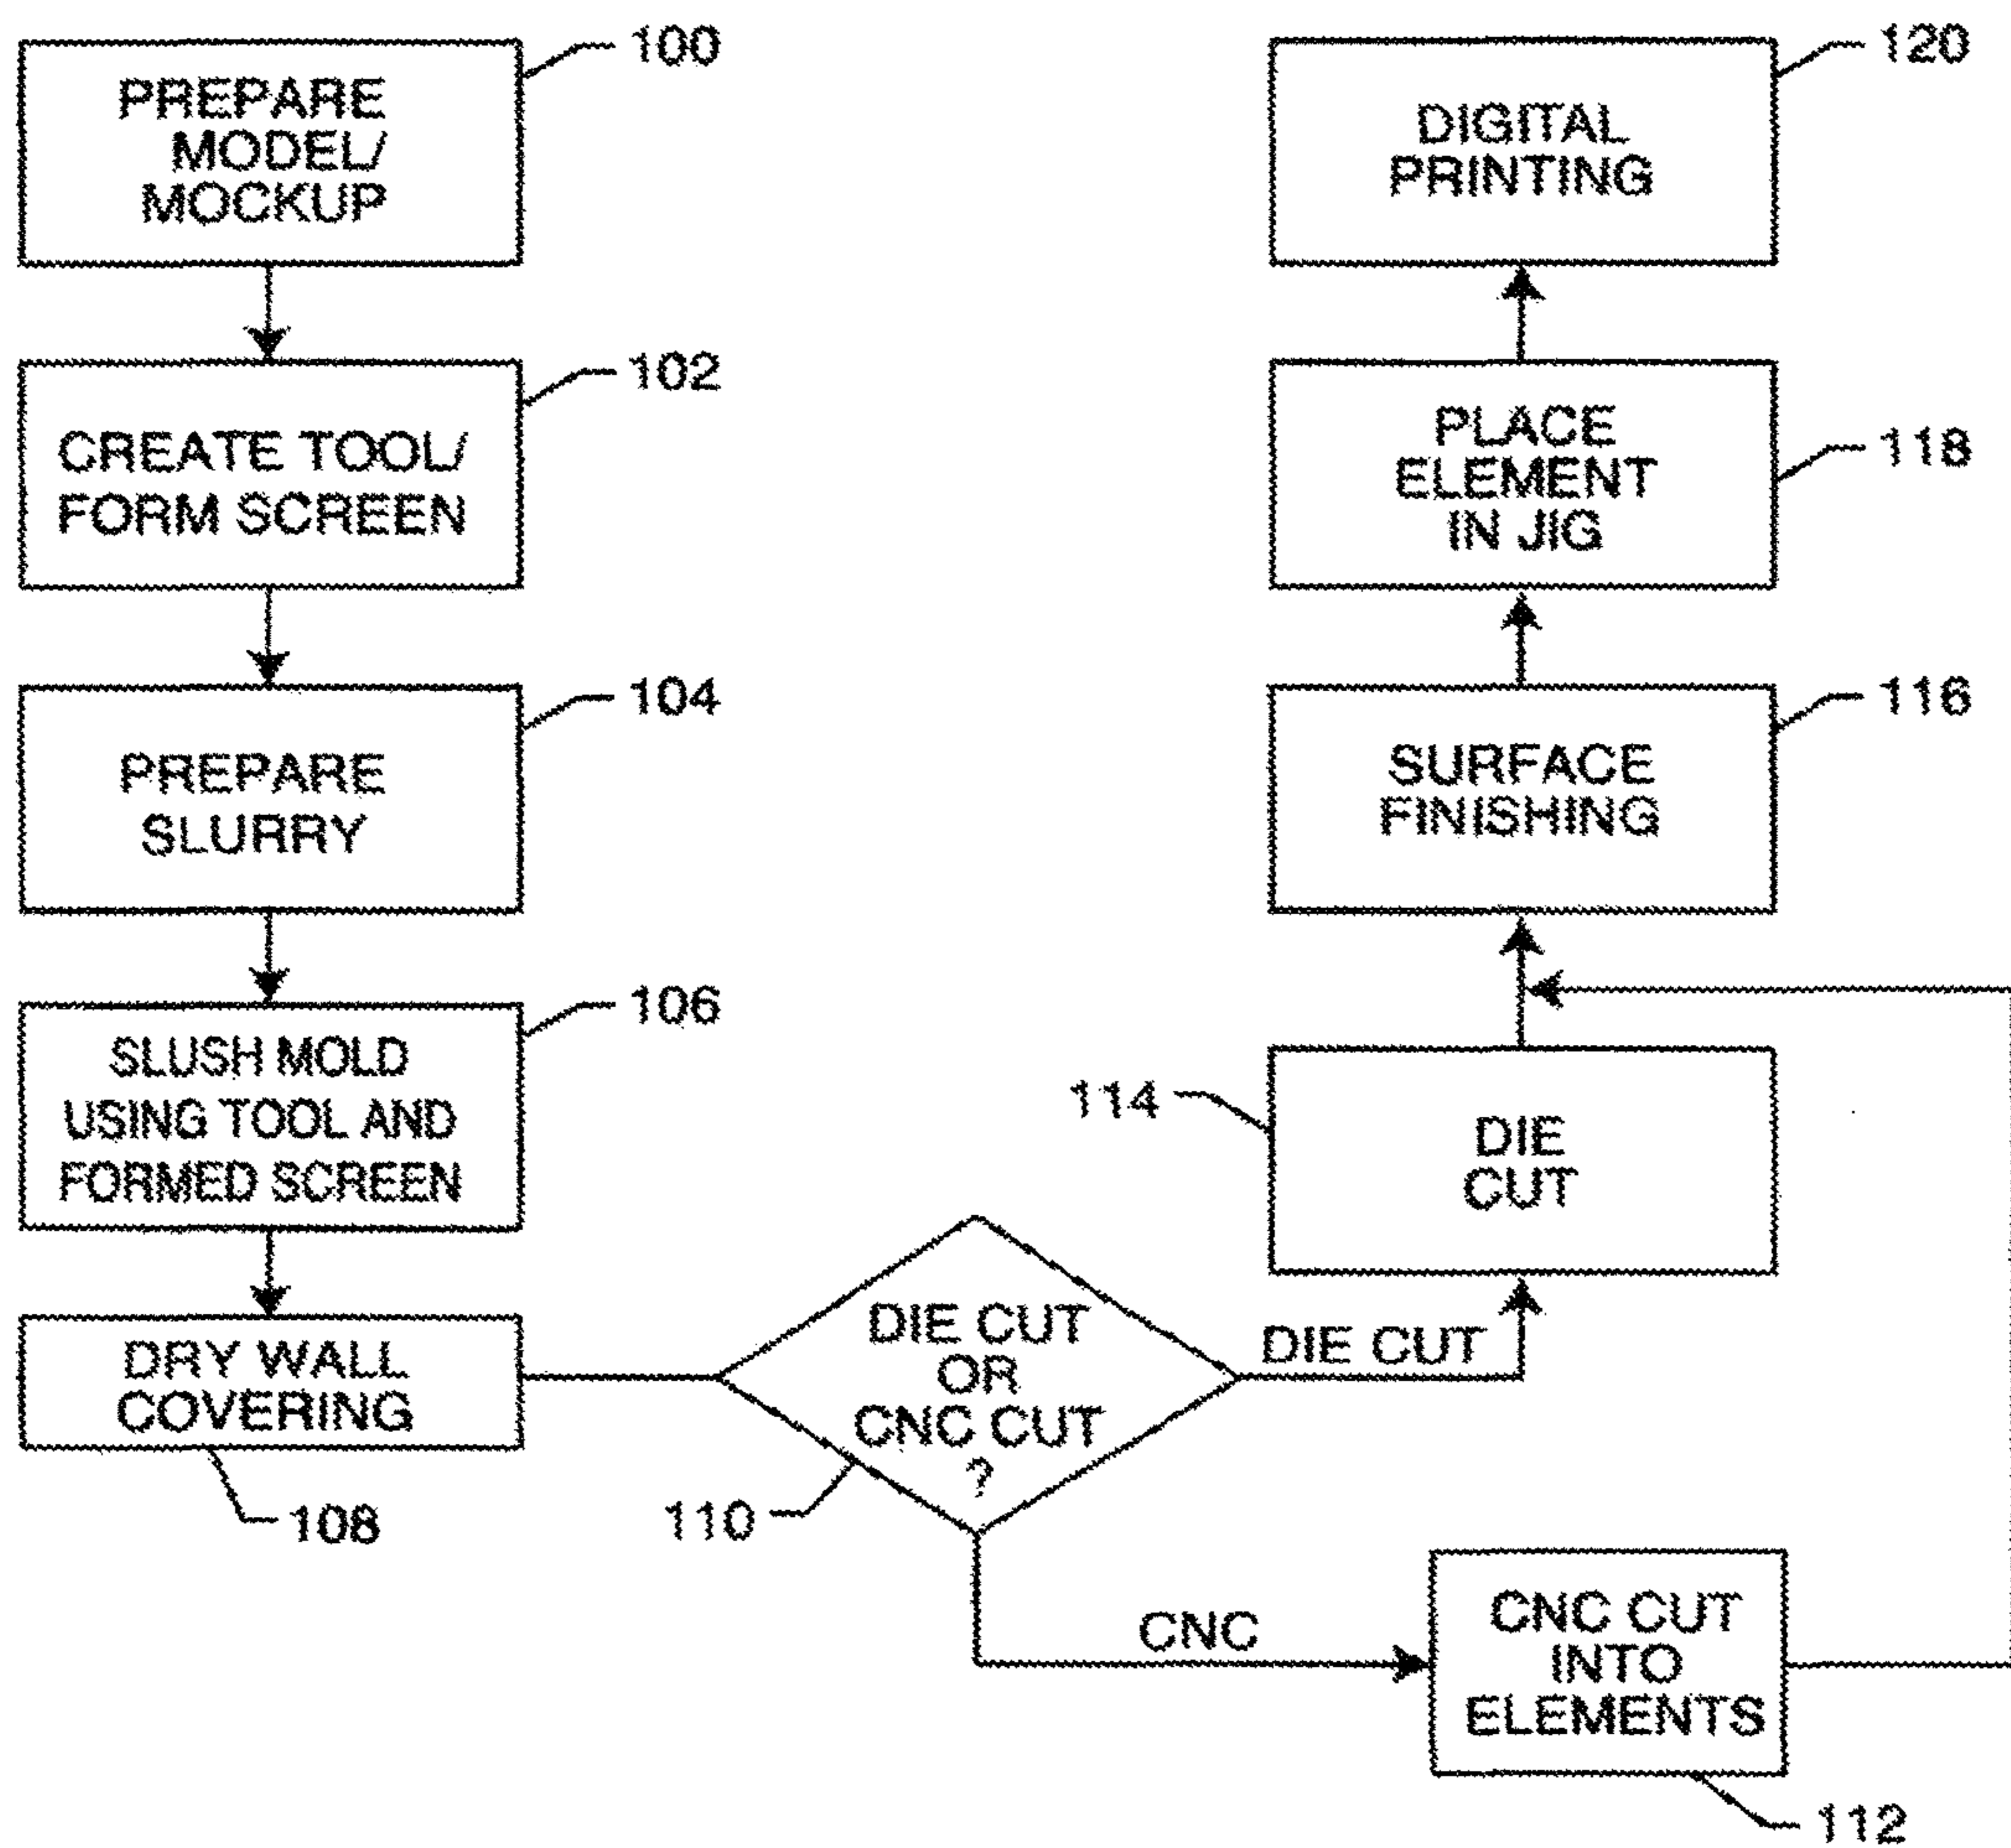 100
PREPARE
MODEL/
MOCKUP
102
CREATE TOOL/
FORM SCREEN
104
PREPARE
SLURRY
106
SLUSH MOLD
USING TOOL AND
FORMED SCREEN
DRY WALL
COVERING
108
DIE CUT
OR
CNC CUT
?
110
DIE CUT
CNC
CNC CUT
INTO
ELEMENTS
112
114
DIE
CUT
116
SURFACE
FINISHING
118
PLACE
ELEMENT
IN JIG
120
DIGITAL
PRINTING